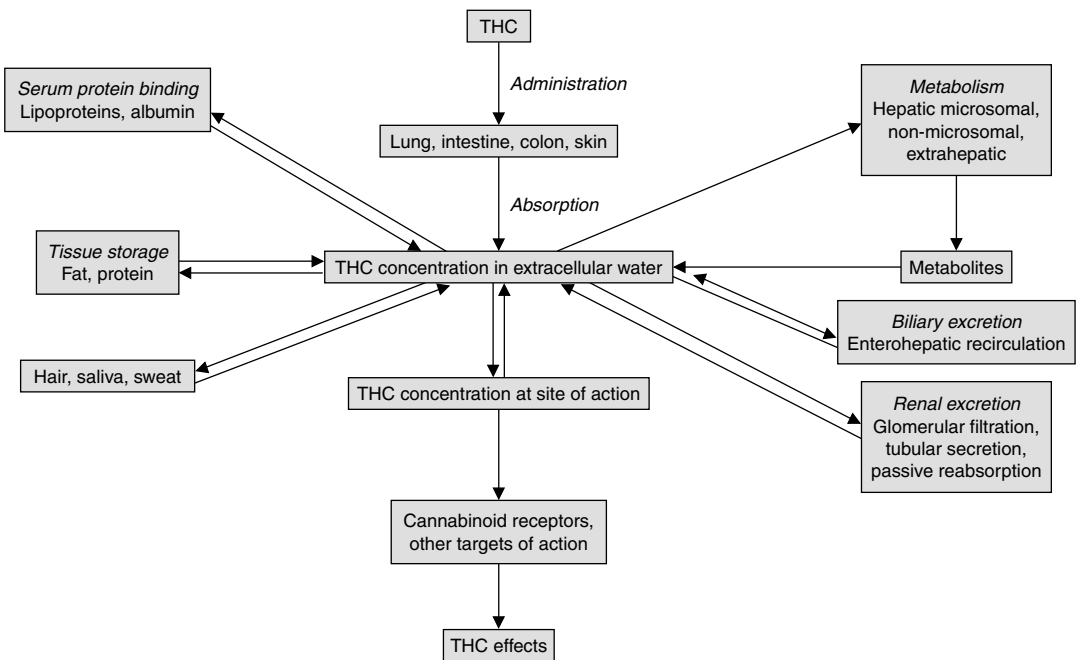 THC
Administration
Serum protein binding
Lipoproteins, albumin
Metabolism
Hepatic microsomal,
non-microsomal,
extrahepatic
Lung, intestine, colon, skin
Absorption
Tissue storage
Fat, protein
THC concentration in extracellular water
Metabolites
Biliary excretion
Enterohepatic recirculation
Hair, saliva, sweat
THC concentration at site of action
Renal excretion
Glomerular filtration,
tubular secretion,
passive reabsorption
Cannabinoid receptors,
other targets of action
THC effects